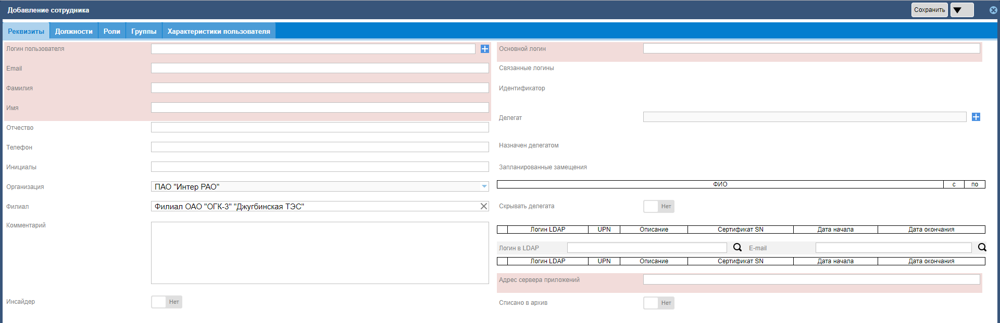 Добавление сотрудника
Сохранить
Реквизиты Должности Роли Группы Характеристики пользователя
Логин пользователя
Email
Фамилия
Имя
Отчество
Телефон
Инициалы
Организация ПАО "Интер РАО"
Филиал Филиал ОАО "ОГК-3" "Джугбинская ТЭС"
Комментарий
Инсайдер Нет
Основной логин
Связанные логины
Идентификатор
Делегат
Назначен делегатом
Запланированные замещения
ФИО с по
Скрывать делегата Нет
Логин LDAP UPN Описание Сертификат SN Дата начала Дата окончания
Логин в LDAP E-mail
Логин LDAP UPN Описание Сертификат SN Дата начала Дата окончания
Адрес сервера приложений
Списано в архив Нет